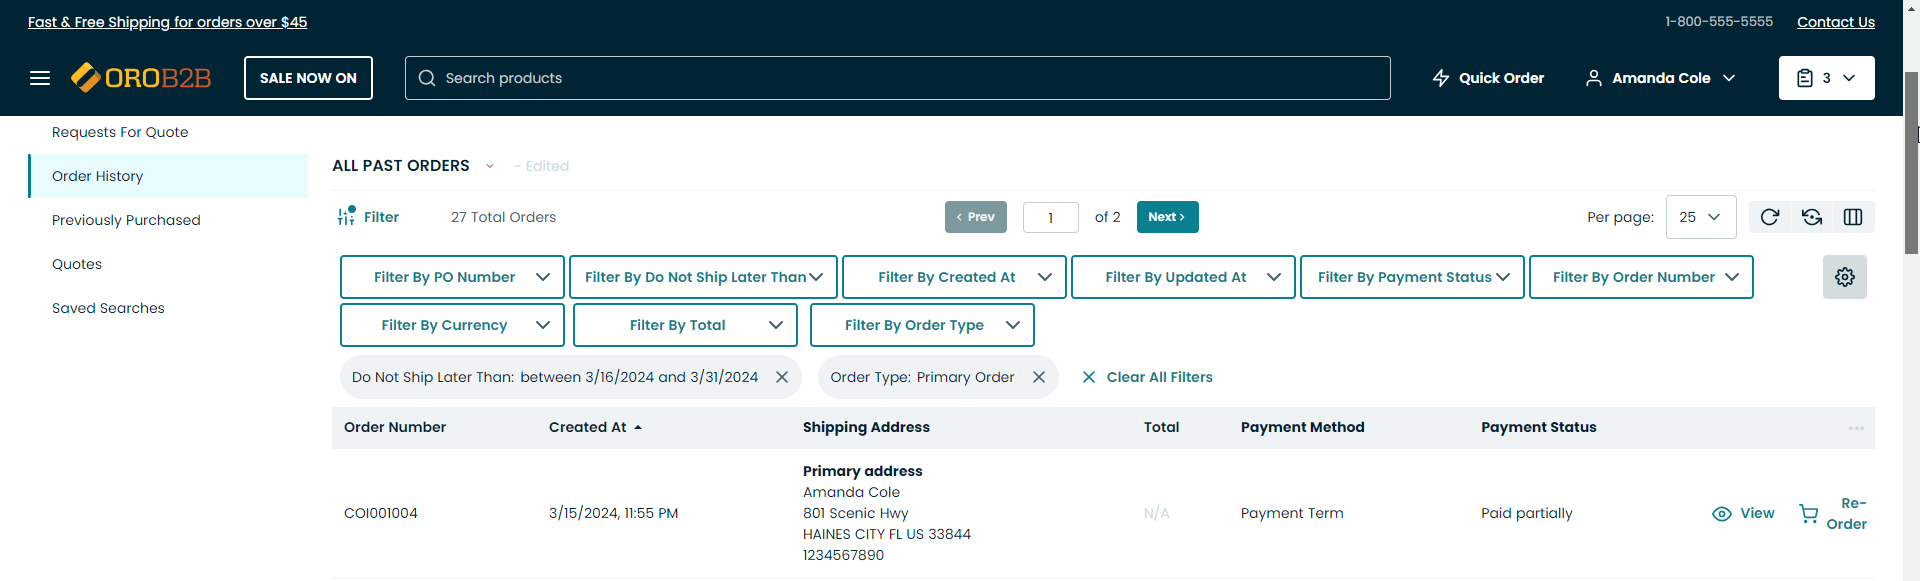 Fast & Free Shipping for orders over $45
1-800-555-5555 Contact Us
OROB2B SALE NOW ON Search products Quick Order Amanda Cole 3
Requests For Quote
Order History
Previously Purchased
Quotes
Saved Searches
ALL PAST ORDERS - Edited
Filter 27 Total Orders < Prev 1 of 2 Next > Per page: 25
Filter By PO Number Filter By Do Not Ship Later Than Filter By Created At Filter By Updated At Filter By Payment Status Filter By Order Number
Filter By Currency Filter By Total Filter By Order Type
Do Not Ship Later Than: between 3/16/2024 and 3/31/2024 Order Type: Primary Order Clear All Filters
Order Number Created At Shipping Address Total Payment Method Payment Status
Primary address
Amanda Cole
COI001004 3/15/2024, 11:55 PM 801 Scenic Hwy N/A Payment Term Paid partially View Re-
Order
HAINES CITY FL US 33844
1234567890